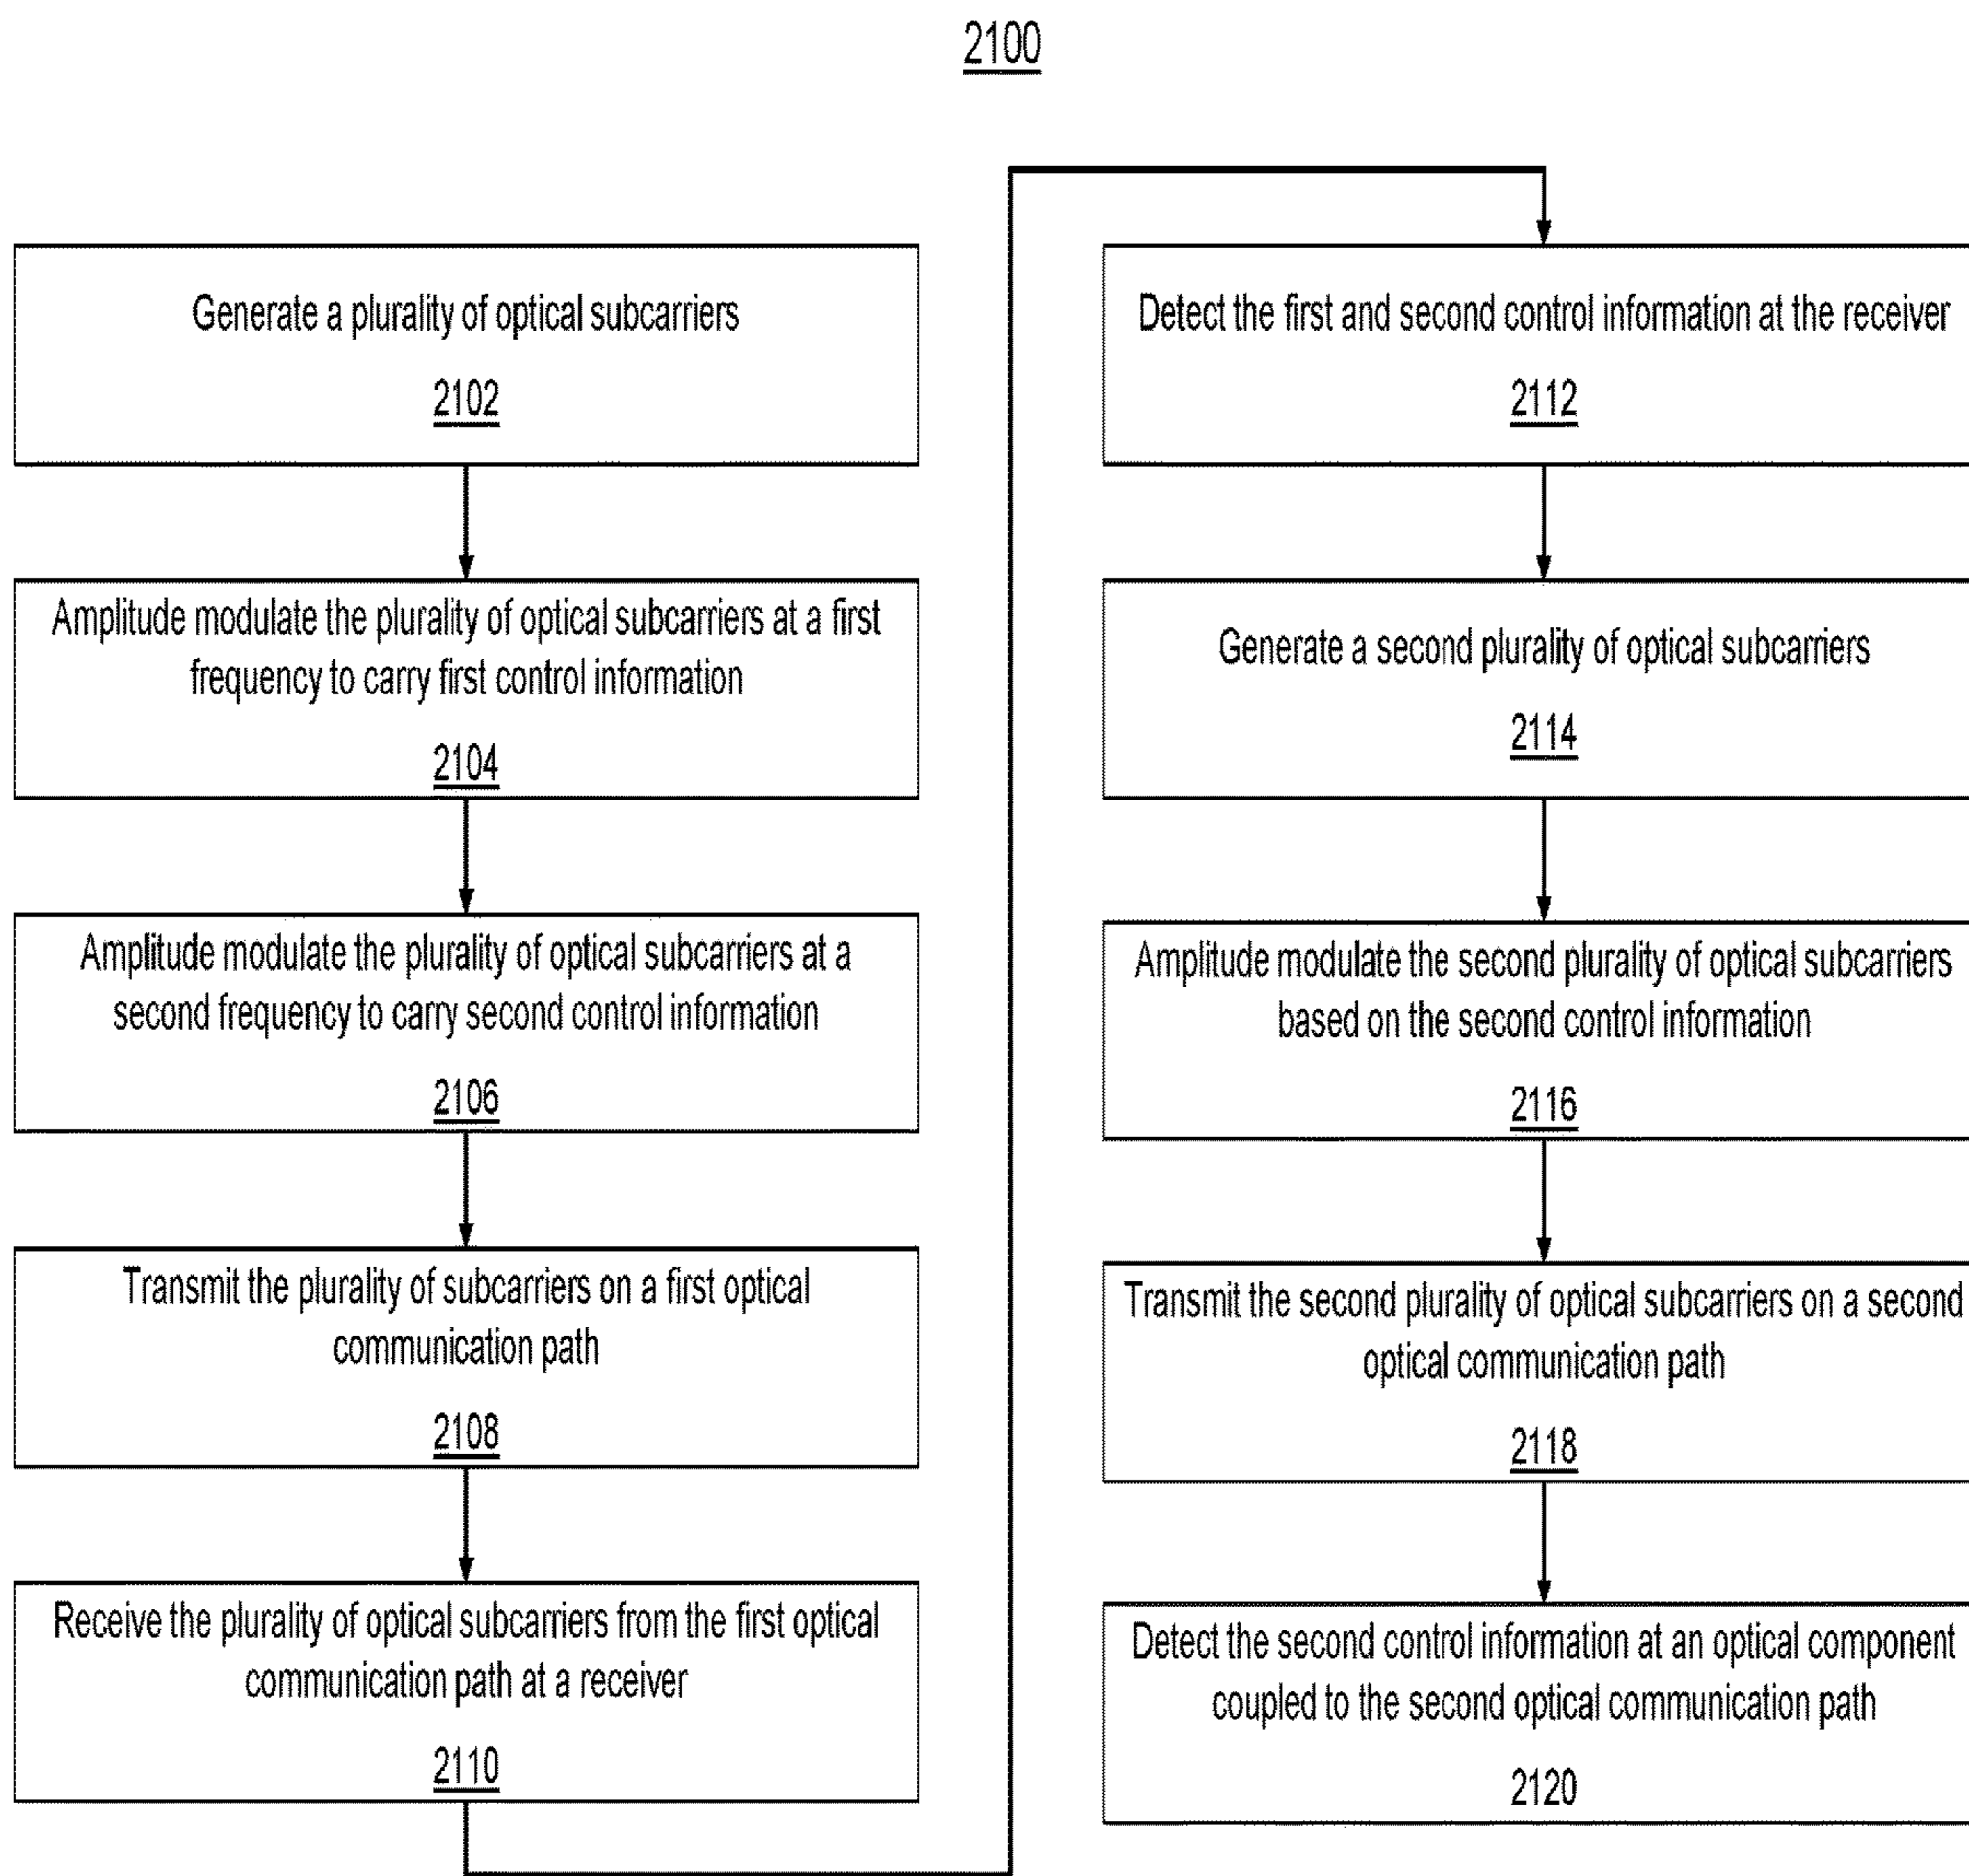 2100
Generate a plurality of optical subcarriers
2102
Amplitude modulate the plurality of optical subcarriers at a first
frequency to carry first control information
2104
Amplitude modulate the plurality of optical subcarriers at a
second frequency to carry second control information
2106
Transmit the plurality of subcarriers on a first optical
communication path
2108
Receive the plurality of optical subcarriers from the first optical
communication path at a receiver
2110
Detect the first and second control information at the receiver
2112
Generate a second plurality of optical subcarriers
2114
Amplitude modulate the second plurality of optical subcarriers
based on the second control information
2116
Transmit the second plurality of optical subcarriers on a second
optical communication path
2118
Detect the second control information at an optical component
coupled to the second optical communication path
2120